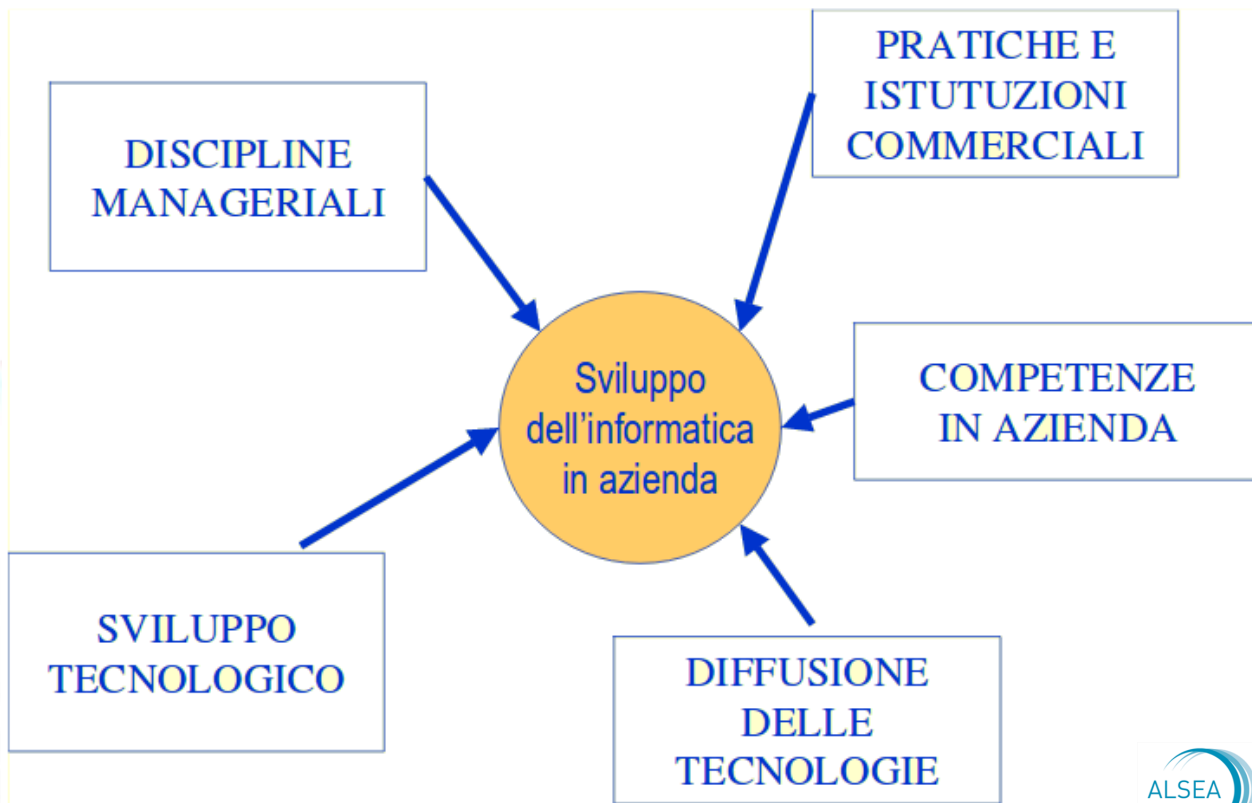 DISCIPLINE
MANAGERIALI
PRATICHE E
ISTUTUZIONI
COMMERCIALI
Sviluppo
dell'informatica
in azienda
COMPETENZE
IN AZIENDA
SVILUPPO
TECNOLOGICO
DIFFUSIONE
DELLE
TECNOLOGIE
ALSEA